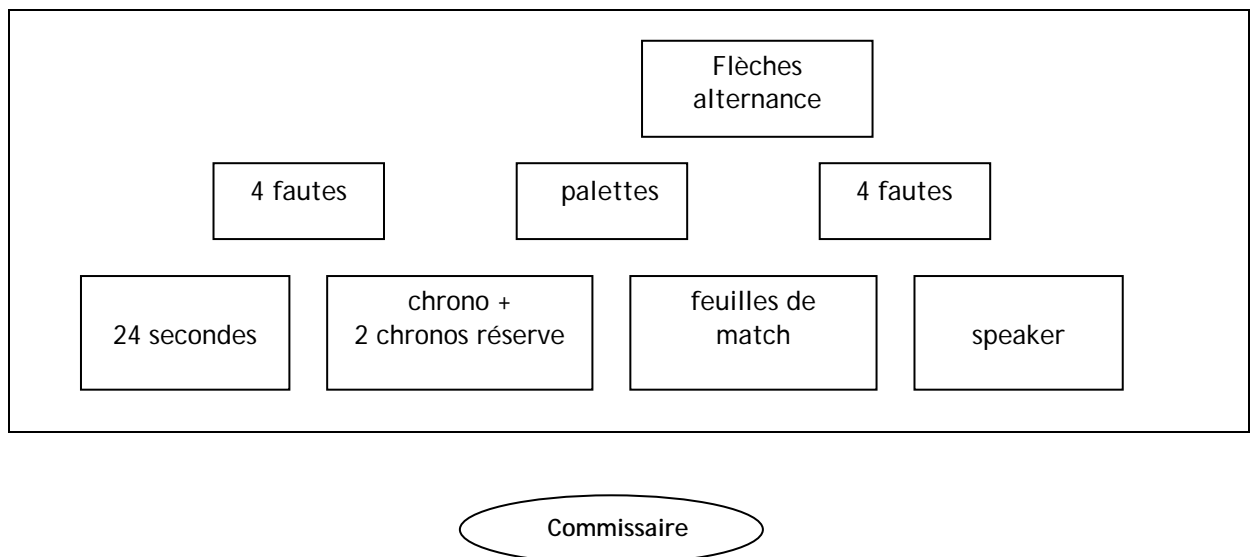 Flèches
alternance
4 fautes
palettes
4 fautes
24 secondes
chrono +
2 chronos réserve
feuilles de
match
speaker
Commissaire